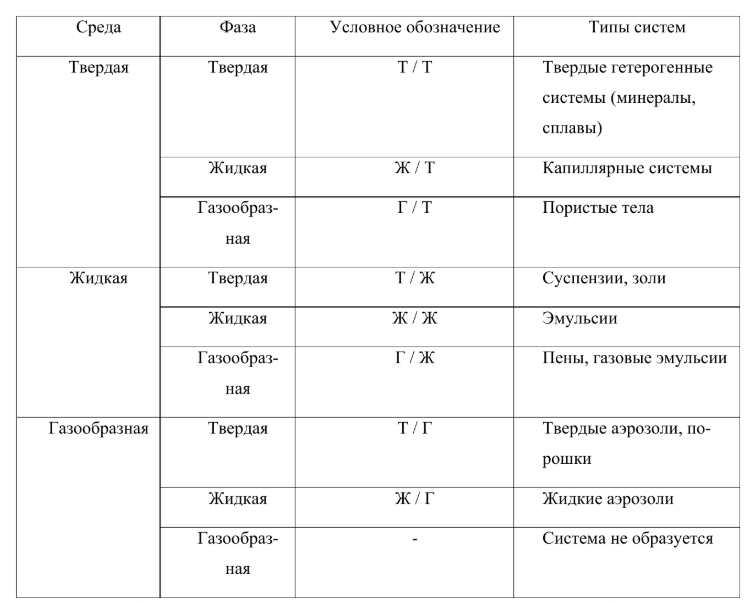 Среда Фаза Условное обозначение Типы систем
Твердая Твердая Т / Т Твердые гетерогенные
системы (минералы,
сплавы)
Жидкая Ж / Т Капиллярные системы
Газообраз- Г / Т Пористые тела
ная
Жидкая Твердая Т / Ж Суспензии, золи
Жидкая Ж / Ж Эмульсии
Газообраз- Г / Ж Пены, газовые эмульсии
ная
Газообразная Твердая Т / Г Твердые аэрозоли, по-
рошки
Жидкая Ж / Г Жидкие аэрозоли
Газообраз- - Система не образуется
ная